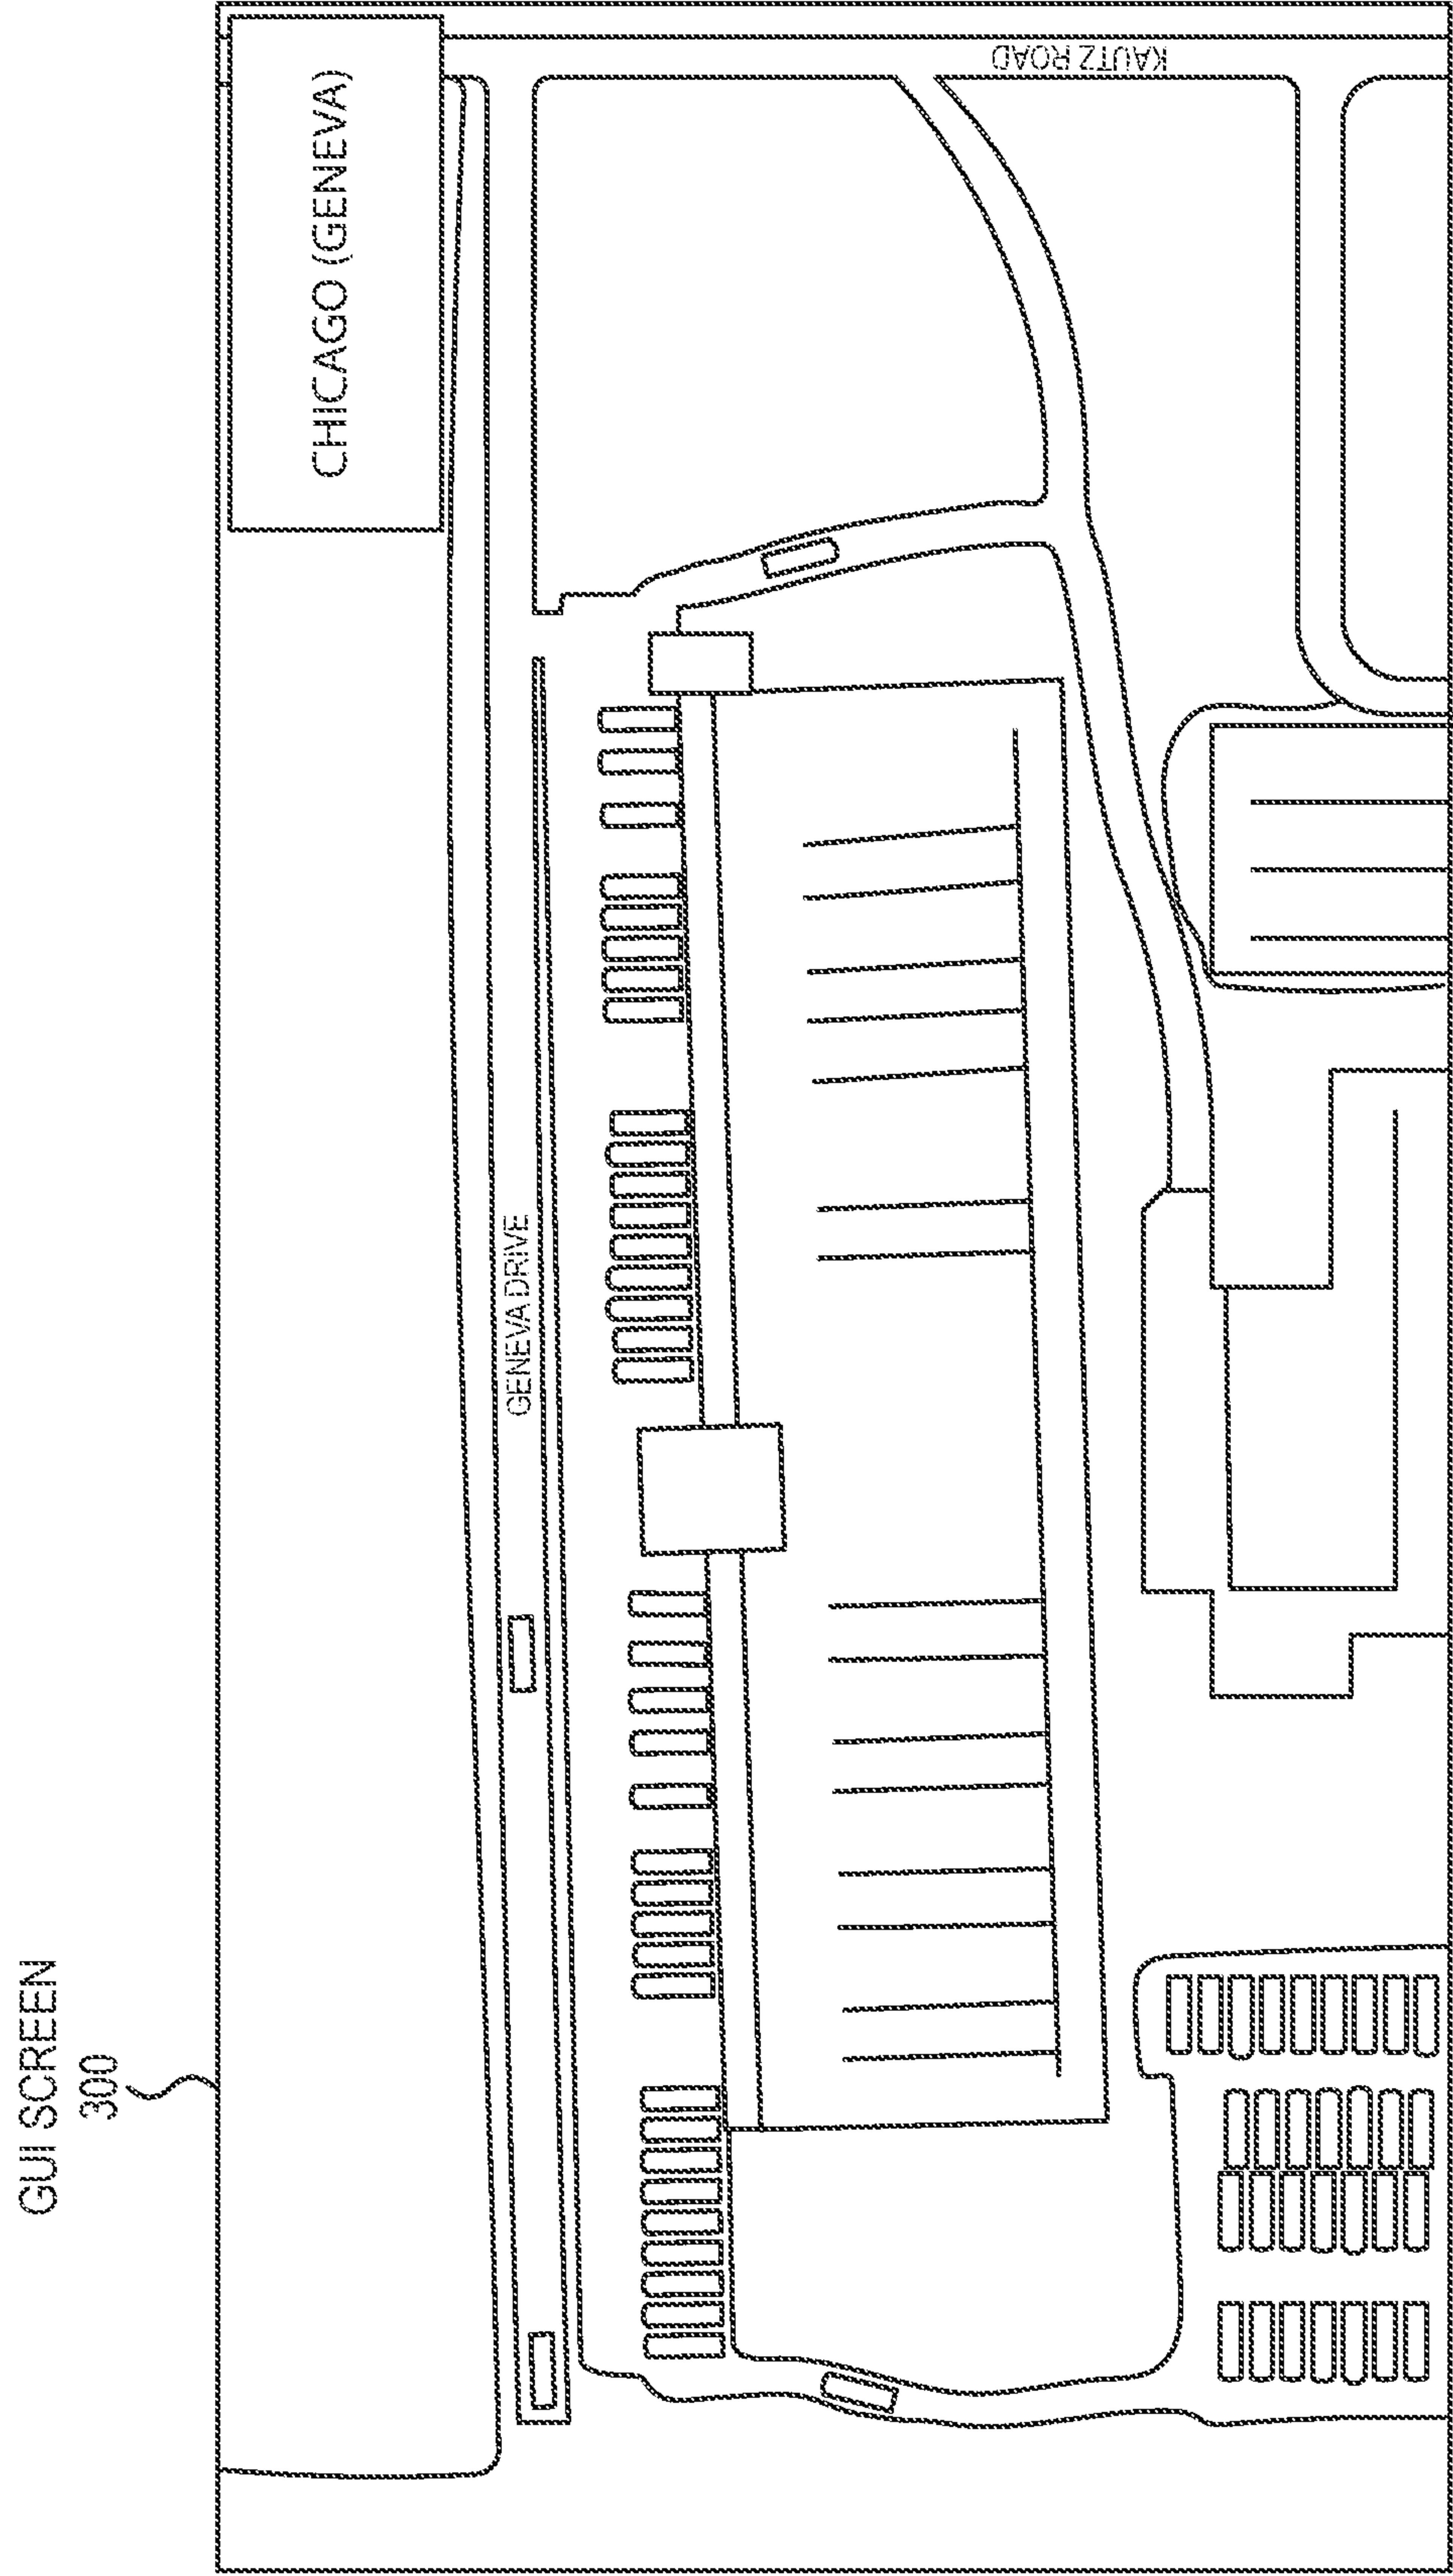 GUI SCREEN
300
CHICAGO (GENEVA)
GENEVA DRIVE
KAUTZ ROAD